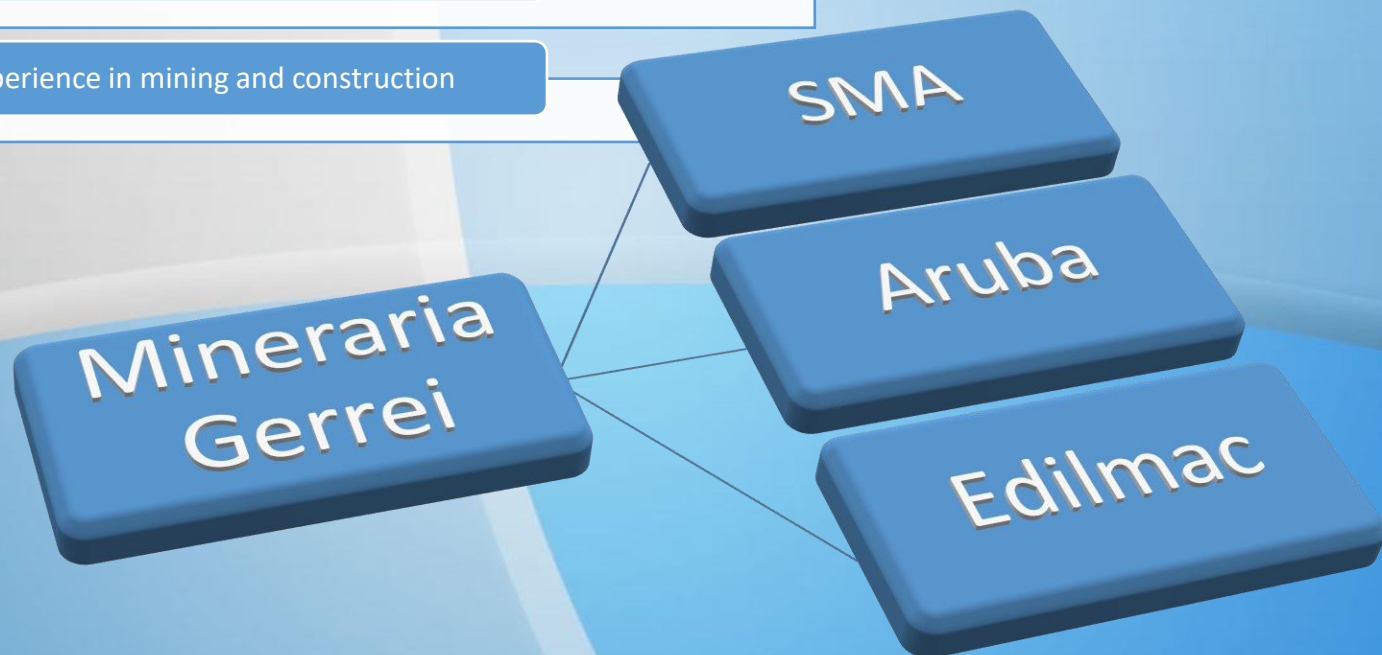 perience in mining and construction
SMA
Aruba
Mineraria
Gerrei
Edilmac